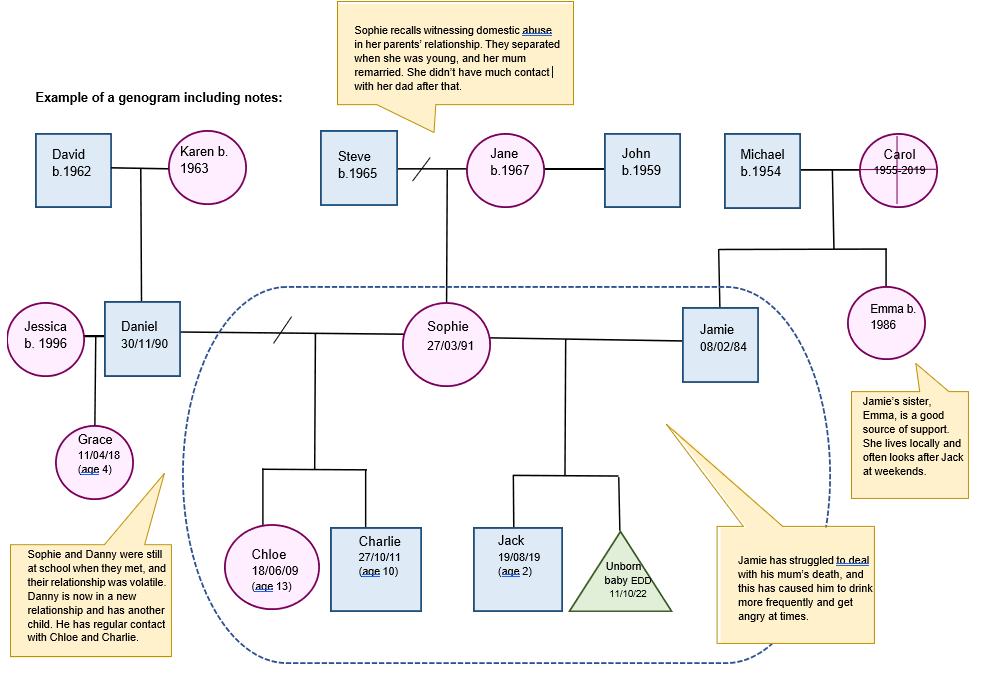 Sophie recalls witnessing domestic abuse
in her parents' relationship. They separated
when she was young, and her mum
remarried. She didn't have much contact
with her dad after that.
Example of a genogram including notes:
David
b.1962
Karen b.
1963
Steve
b.1965
Jane
b.1967
John
b.1959
Michael
b.1954
Carol
1955-2019
Jessica
b. 1996
Daniel
30/11/90
Sophie
27/03/91
Jamie
08/02/84
Emma b.
1986
Jamie's sister,
Emma, is a good
source of support.
She lives locally and
often looks after Jack
at weekends.
Grace
11/04/18
(age 4)
Chloe
18/06/09
(age 13)
Charlie
27/10/11
(age 10)
Jack
19/08/19
(age 2)
Unborn
baby EDD
11/10/22
Sophie and Danny were still
at school when they met, and
their relationship was volatile.
Danny is now in a new
relationship and has another
child. He has regular contact
with Chloe and Charlie.
Jamie has struggled to deal
with his mum's death, and
this has caused him to drink
more frequently and get
angry at times.